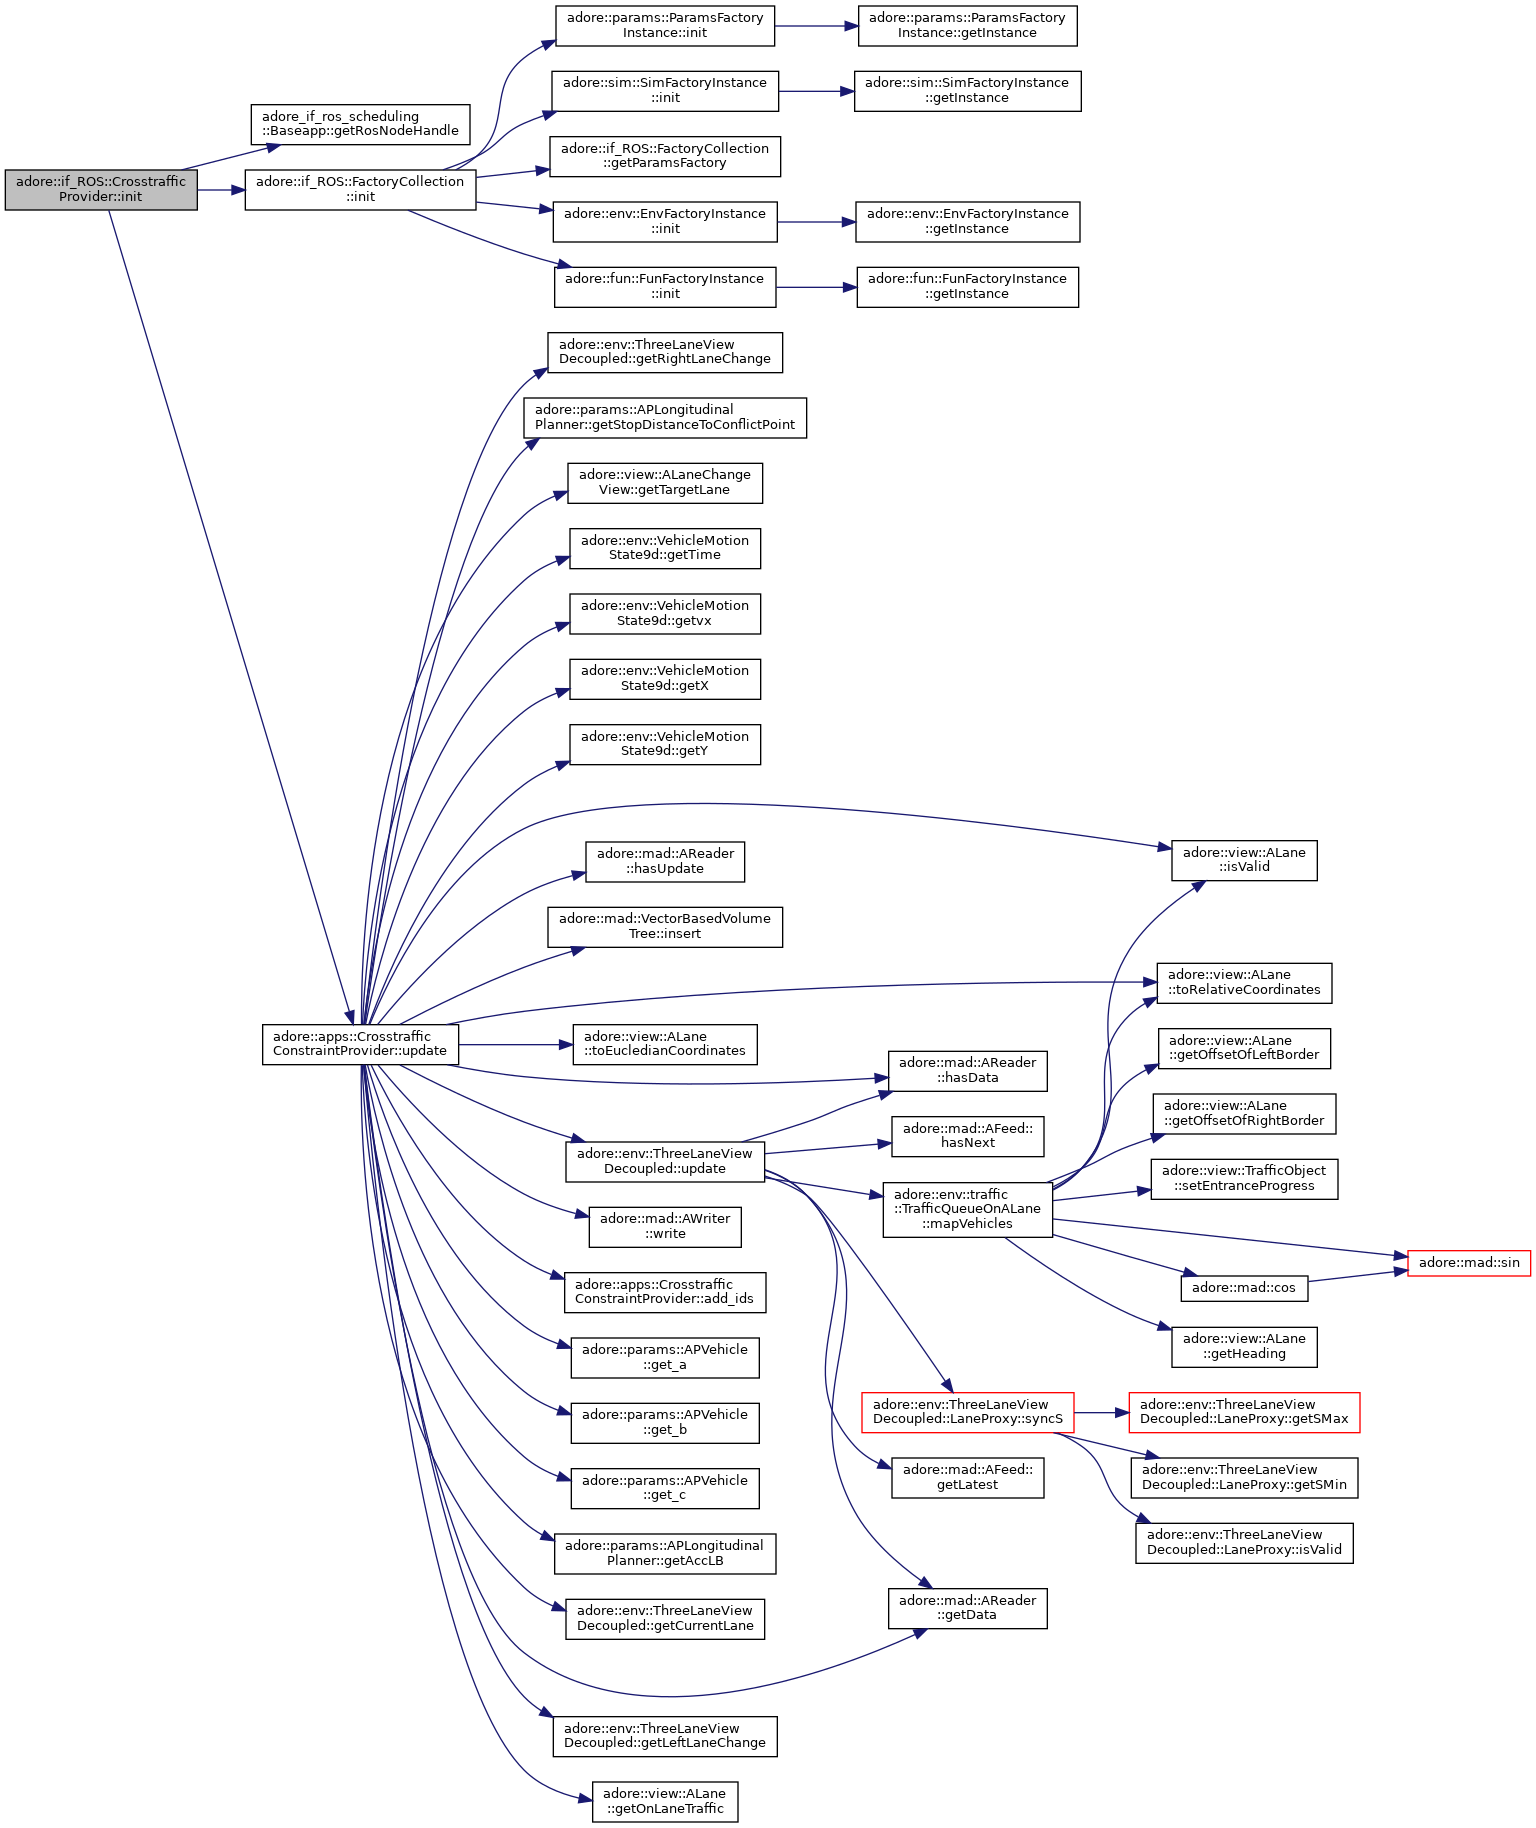 adore::if_ROS::Crosstraffic
Provider::init
adore_if_ros_scheduling
::Baseapp::getRosNodeHandle
adore::if_ROS::FactoryCollection
::init
adore::params::ParamsFactory
Instance::init
adore::params::ParamsFactory
Instance::getInstance
adore::sim::SimFactoryInstance
::init
adore::sim::SimFactoryInstance
::getInstance
adore::if_ROS::FactoryCollection
::getParamsFactory
adore::env::EnvFactoryInstance
::init
adore::env::EnvFactoryInstance
::getInstance
adore::fun::FunFactoryInstance
::init
adore::fun::FunFactoryInstance
::getInstance
adore::env::ThreeLaneView
Decoupled::getRightLaneChange
adore::params::APLongitudinal
Planner::getStopDistanceToConflictPoint
adore::view::ALaneChange
View::getTargetLane
adore::env::VehicleMotion
State9d::getTime
adore::env::VehicleMotion
State9d::getvx
adore::env::VehicleMotion
State9d::getX
adore::env::VehicleMotion
State9d::getY
adore::view::ALane
::isValid
adore::mad::AReader
::hasUpdate
adore::mad::VectorBasedVolume
Tree::insert
adore::view::ALane
::toRelativeCoordinates
adore::apps::Crosstraffic
ConstraintProvider::update
adore::view::ALane
::toEucledianCoordinates
adore::view::ALane
::getOffsetOfLeftBorder
adore::mad::AReader
::hasData
adore::view::ALane
::getOffsetOfRightBorder
adore::mad::AFeed::
hasNext
adore::env::ThreeLaneView
Decoupled::update
adore::view::TrafficObject
::setEntranceProgress
adore::env::traffic
::TrafficQueueOnALane
::mapVehicles
adore::mad::AWriter
::write
adore::mad::sin
adore::apps::Crosstraffic
ConstraintProvider::add_ids
adore::mad::cos
adore::view::ALane
::getHeading
adore::params::APVehicle
::get_a
adore::env::ThreeLaneView
Decoupled::LaneProxy::syncS
adore::env::ThreeLaneView
Decoupled::LaneProxy::getSMax
adore::params::APVehicle
::get_b
adore::mad::AFeed::
getLatest
adore::env::ThreeLaneView
Decoupled::LaneProxy::getSMin
adore::params::APVehicle
::get_c
adore::env::ThreeLaneView
Decoupled::LaneProxy::isValid
adore::params::APLongitudinal
Planner::getAccLB
adore::mad::AReader
::getData
adore::env::ThreeLaneView
Decoupled::getCurrentLane
adore::env::ThreeLaneView
Decoupled::getLeftLaneChange
adore::view::ALane
::getOnLaneTraffic